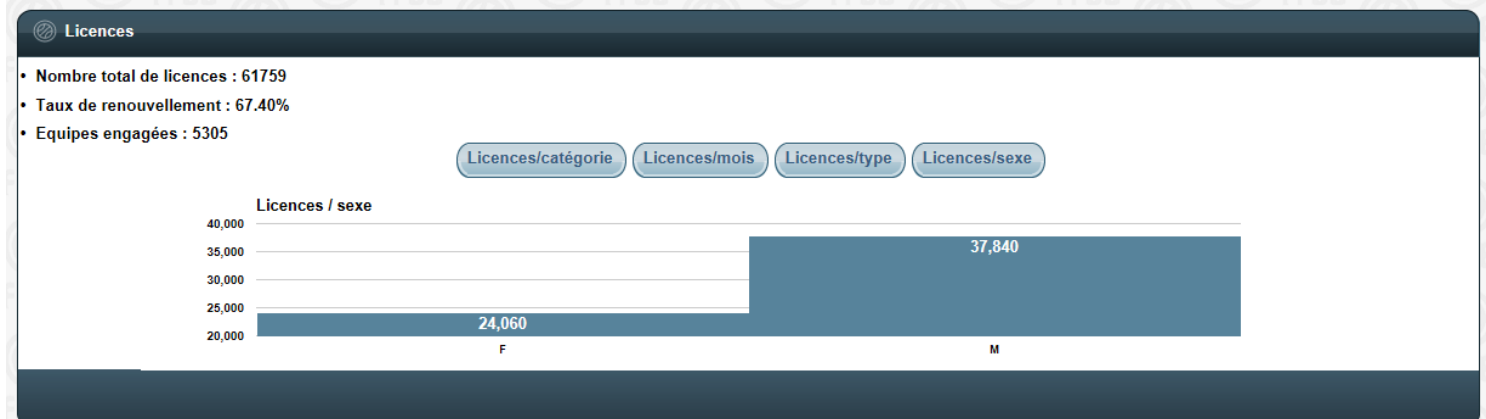 Licences
• Nombre total de licences : 61759
• Taux de renouvellement : 67.40%
• Equipes engagées : 5305
Licences/catégorie Licences/mois Licences/type Licences/sexe
Licences / sexe
40,000
35,000
30,000
25,000
20,000
24,060
37,840
F M